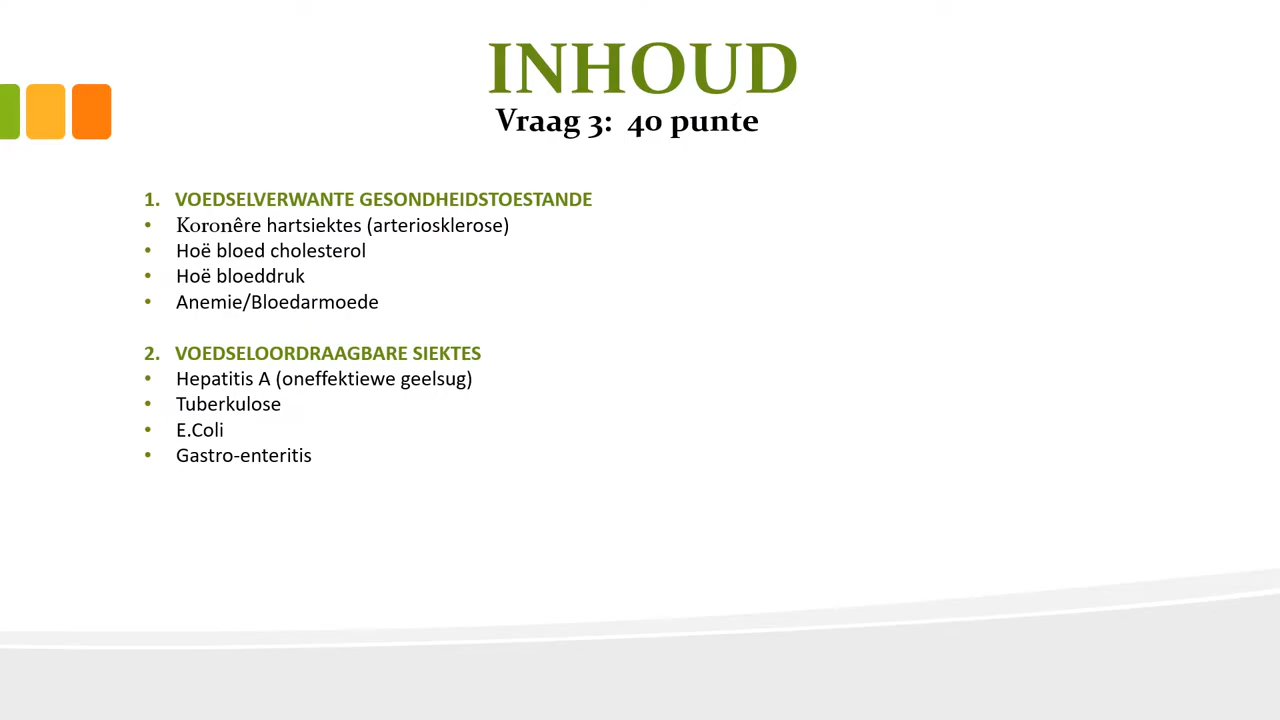 INHOUD
Vraag 3:  40 punte
1. VOEDSELVERWANTE GESONDHEIDSTOESTANDE
• Koronêre hartsiektes (arteriosklerose)
• Hoë bloed cholesterol
• Hoë bloeddruk
• Anemie/Bloedarmoede
2. VOEDSELOORDRAAGBARE SIEKTES
• Hepatitis A (oneffektiewe geelsug)
• Tuberkulose
• E.Coli
• Gastro-enteritis